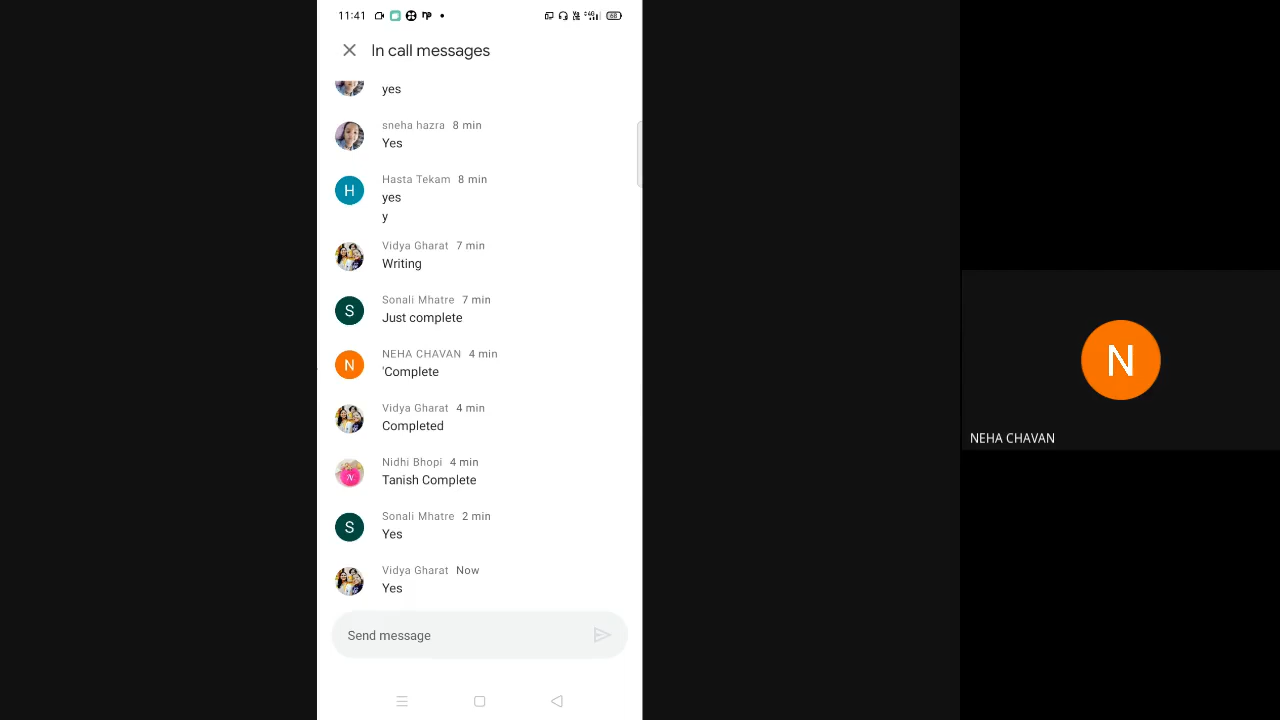 11:41
In call messages
yes
sneha hazra 8 min
Yes
H
Hasta Tekam 8 min
yes
y
Vidya Gharat 7 min
Writing
S
Sonali Mhatre 7 min
Just complete
N
NEHA CHAVAN 4 min
'Complete
Vidya Gharat 4 min
Completed
Nidhi Bhopi 4 min
Tanish Complete
S
Sonali Mhatre 2 min
Yes
Vidya Gharat Now
Yes
Send message
N
NEHA CHAVAN